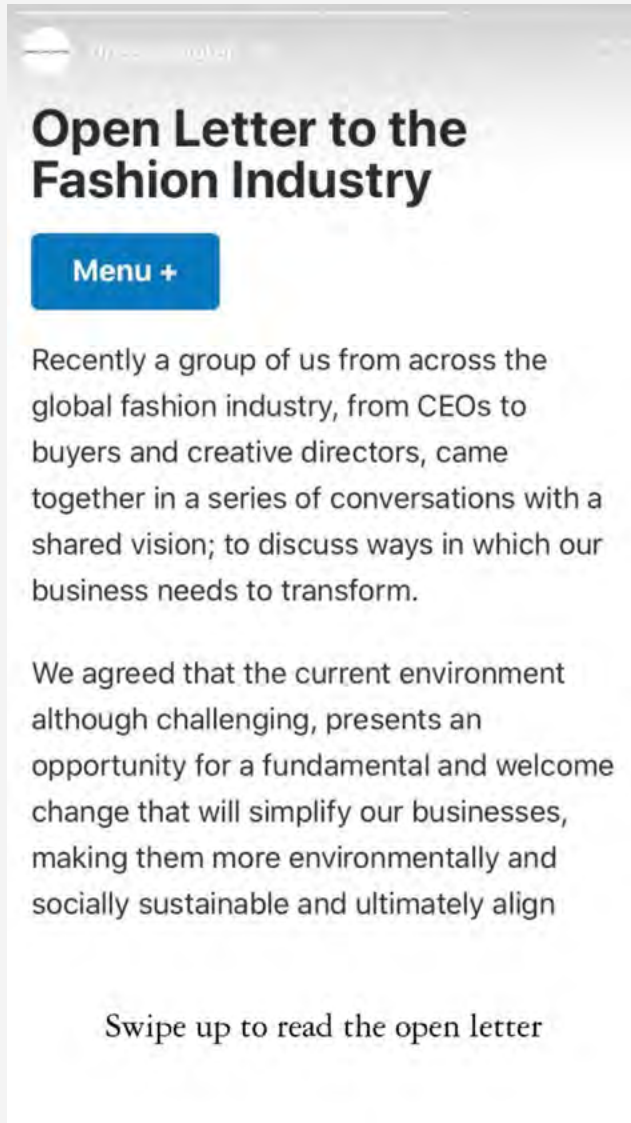 Open Letter to the
Fashion Industry
Menu +
Recently a group of us from across the
global fashion industry, from CEOs to
buyers and creative directors, came
together in a series of conversations with a
shared vision; to discuss ways in which our
business needs to transform.
We agreed that the current environment
although challenging, presents an
opportunity for a fundamental and welcome
change that will simplify our businesses,
making them more environmentally and
socially sustainable and ultimately align
Swipe up to read the open letter